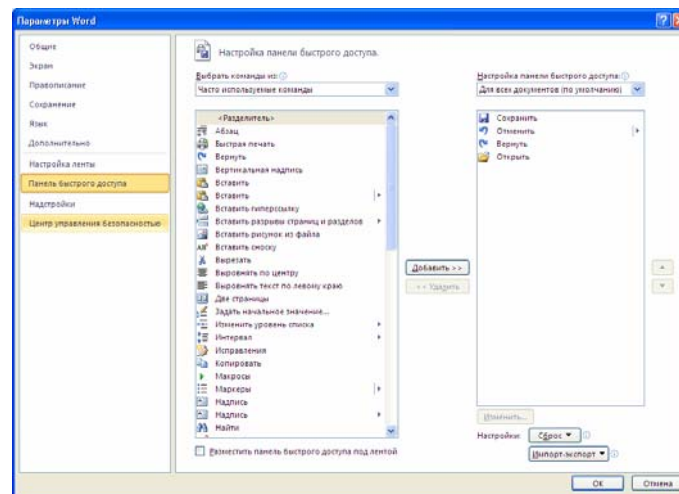 Параметры Word
Общие
Экран
Правописание
Сохранение
Язык
Дополнительно
Настройка ленты
Панель быстрого доступа
Надстройки
Центр управления безопасностью
Настройка панели быстрого доступа.
Выбрать команды из:
Часто используемые команды
<Разделитель>
Абзац
Быстрая печать
Вернуть
Вертикальная надпись
Вставить
Вставить
Вставить гиперссылку
Вставить разрывы страниц и разделов
Вставить рисунок из файла
Вставить сноску
Вырезать
Выровнять по центру
Выровнять текст по левому краю
Две страницы
Задать начальное значение...
Изменить уровень списка
Интервал
Исправления
Копировать
Макросы
Маркеры
Надпись
Надпись
Найти
Разместить панель быстрого доступа под лентой
Добавить >>
<< Удалить
Настройка панели быстрого доступа:
Для всех документов (по умолчанию)
Сохранить
Отменить
Вернуть
Открыть
Изменить...
Настройки:
Сброс
Импорт-экспорт
ОК
Отмена